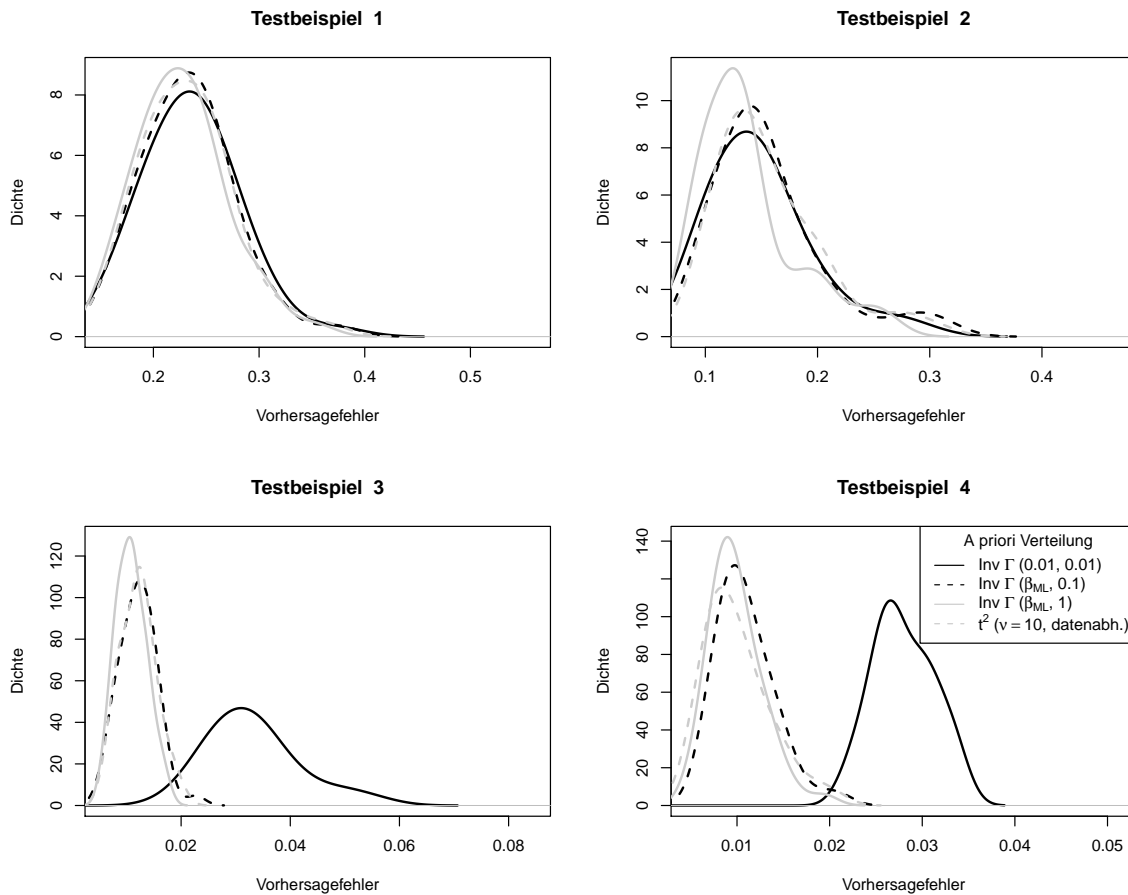 Testbeispiel 1
Dichte
0 2 4 6 8
0.2 0.3 0.4 0.5
Vorhersagefehler
Testbeispiel 2
Dichte
0 2 4 6 8 10
0.1 0.2 0.3 0.4
Vorhersagefehler
Testbeispiel 3
Dichte
0 20 40 60 80 100 120
0.02 0.04 0.06 0.08
Vorhersagefehler
Testbeispiel 4
Dichte
0 20 40 60 80 100 140
0.01 0.02 0.03 0.04 0.05
Vorhersagefehler
A priori Verteilung
Inv Γ (0.01, 0.01)
Inv Γ (β_ML, 0.1)
Inv Γ (β_ML, 1)
t² (ν = 10, datenabh.)